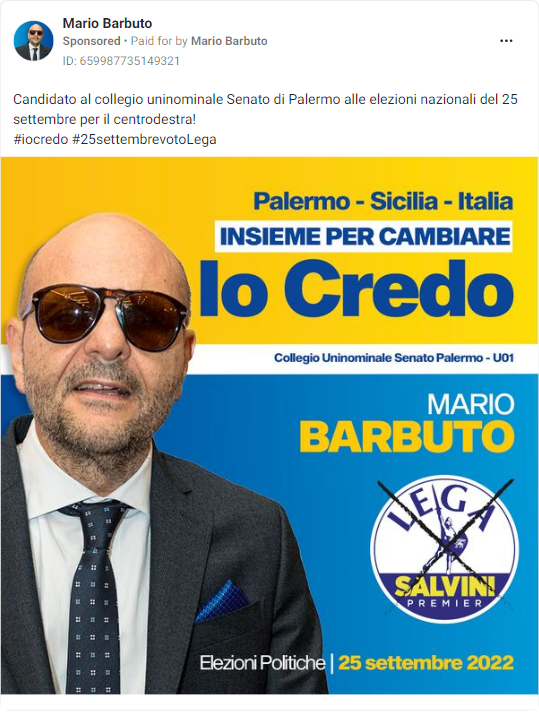 Mario Barbuto
Sponsored • Paid for by Mario Barbuto
ID: 659987735149321
Candidato al collegio uninominale Senato di Palermo alle elezioni nazionali del 25
settembre per il centrodestra!
#iocredo #25settembrevotoLega
Palermo - Sicilia - Italia
INSIEME PER CAMBIARE
Io Credo
Collegio Uninominale Senato Palermo - U01
MARIO
BARBUTO
LEGA
SALVINI
PREMIER
Elezioni Politiche | 25 settembre 2022